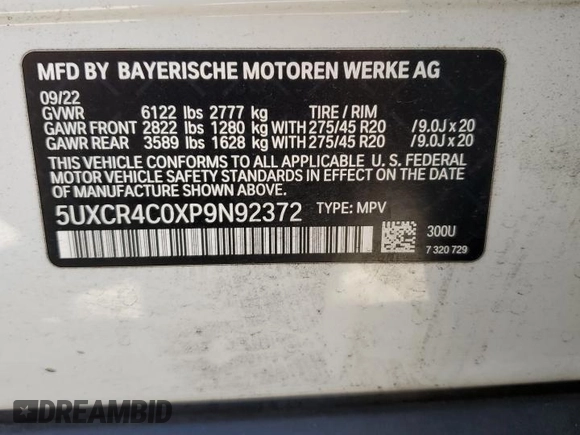 MFD BY BAYERISCHE MOTOREN WERKE AG
09/22
GVWR 6122 lbs 2777 kg TIRE / RIM
GAWR FRONT 2822 lbs 1280 kg WITH 275/45 R20 /9.0J x 20
GAWR REAR 3589 lbs 1628 kg WITH 275/45 R20 /9.0J x 20
THIS VEHICLE CONFORMS TO ALL APPLICABLE U. S. FEDERAL
MOTOR VEHICLE SAFETY STANDARDS IN EFFECT ON THE
DATE OF MANUFACTURE SHOWN ABOVE.
5UXCR4C0XP9N92372 TYPE: MPV
300U
7 320 729
DREAMBID